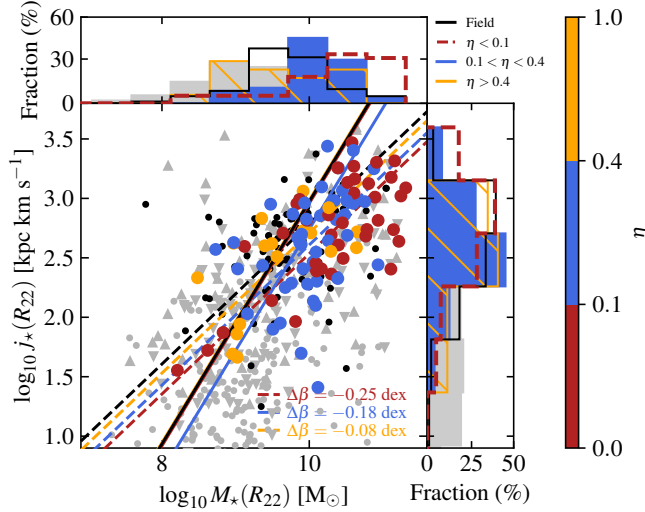 60
30
0
Fraction (%)
Field
η < 0.1
0.1 < η < 0.4
η > 0.4
1.0
0.4
0.1
0.0
η
3.5
3.0
2.5
2.0
1.5
1.0
log₁₀ j⋆(R₂₂) [kpc km s⁻¹]
Δβ = −0.25 dex
Δβ = −0.18 dex
Δβ = −0.08 dex
8
10
log₁₀ M⋆(R₂₂) [M⊙]
0
25
50
Fraction (%)